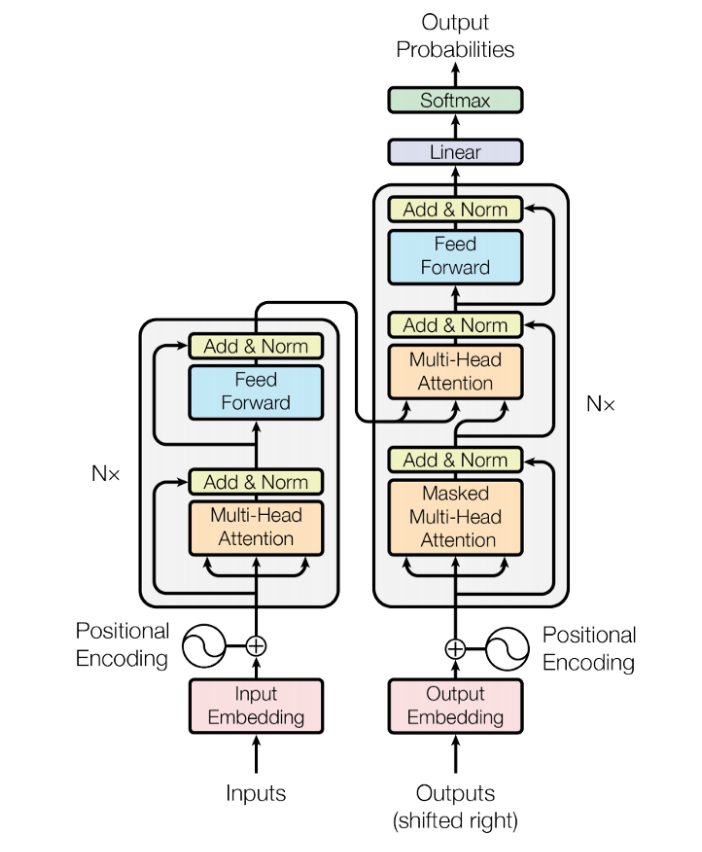 Output
Probabilities
Softmax
Linear
Add & Norm
Feed
Forward
Add & Norm
Multi-Head
Attention
Nx
Add & Norm
Masked
Multi-Head
Attention
Positional
Encoding
Output
Embedding
Outputs
(shifted right)
Add & Norm
Feed
Forward
Nx
Add & Norm
Multi-Head
Attention
Positional
Encoding
Input
Embedding
Inputs